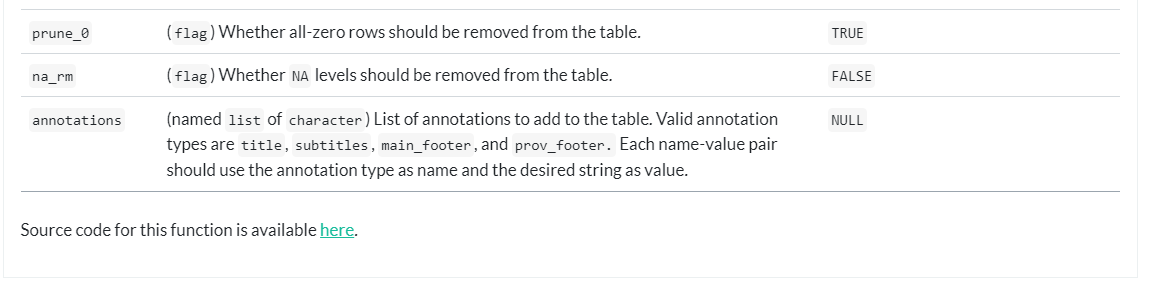 prune_0 (flag) Whether all-zero rows should be removed from the table. TRUE
na_rm (flag) Whether NA levels should be removed from the table. FALSE
annotations (named list of character) List of annotations to add to the table. Valid annotation NULL
types are title, subtitles, main_footer, and prov_footer. Each name-value pair
should use the annotation type as name and the desired string as value.
Source code for this function is available here.